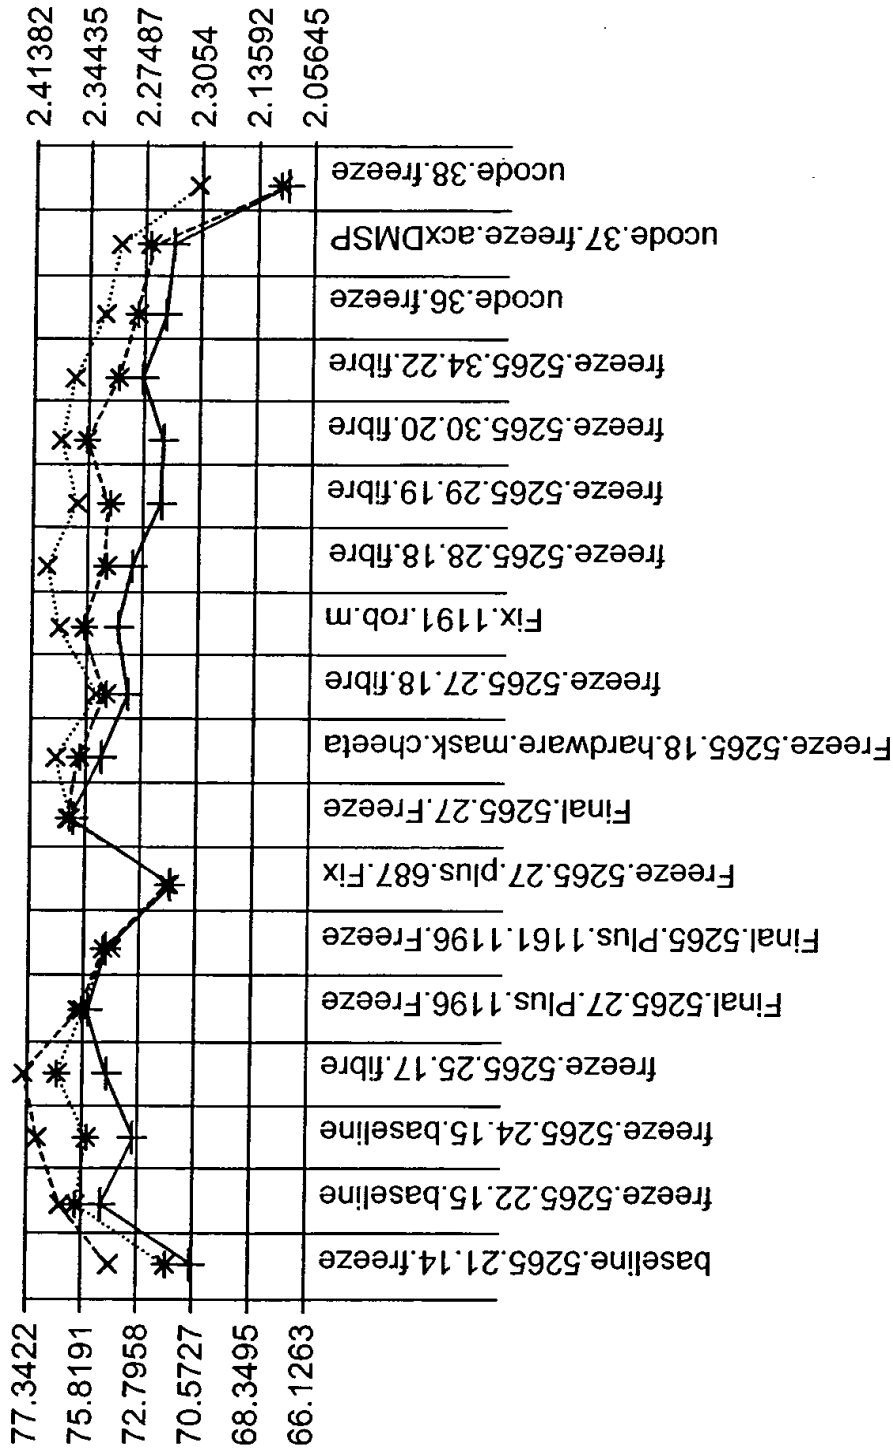 77.3422
75.8191
72.7958
70.5727
68.3495
66.1263
2.41382
2.34435
2.27487
2.3054
2.13592
2.05645
baseline.5265.21.14.freeze
freeze.5265.22.15.baseline
freeze.5265.24.15.baseline
freeze.5265.25.17.fibre
Final.5265.27.Plus.1196.Freeze
Final.5265.Plus.1161.1196.Freeze
Freeze.5265.27.plus.687.Fix
Final.5265.27.Freeze
Freeze.5265.18.hardware.mask.cheeta
freeze.5265.27.18.fibre
Fix.1191.rob.m
freeze.5265.28.18.fibre
freeze.5265.29.19.fibre
freeze.5265.30.20.fibre
freeze.5265.34.22.fibre
ucode.36.freeze
ucode.37.freeze.acxDMSP
ucode.38.freeze